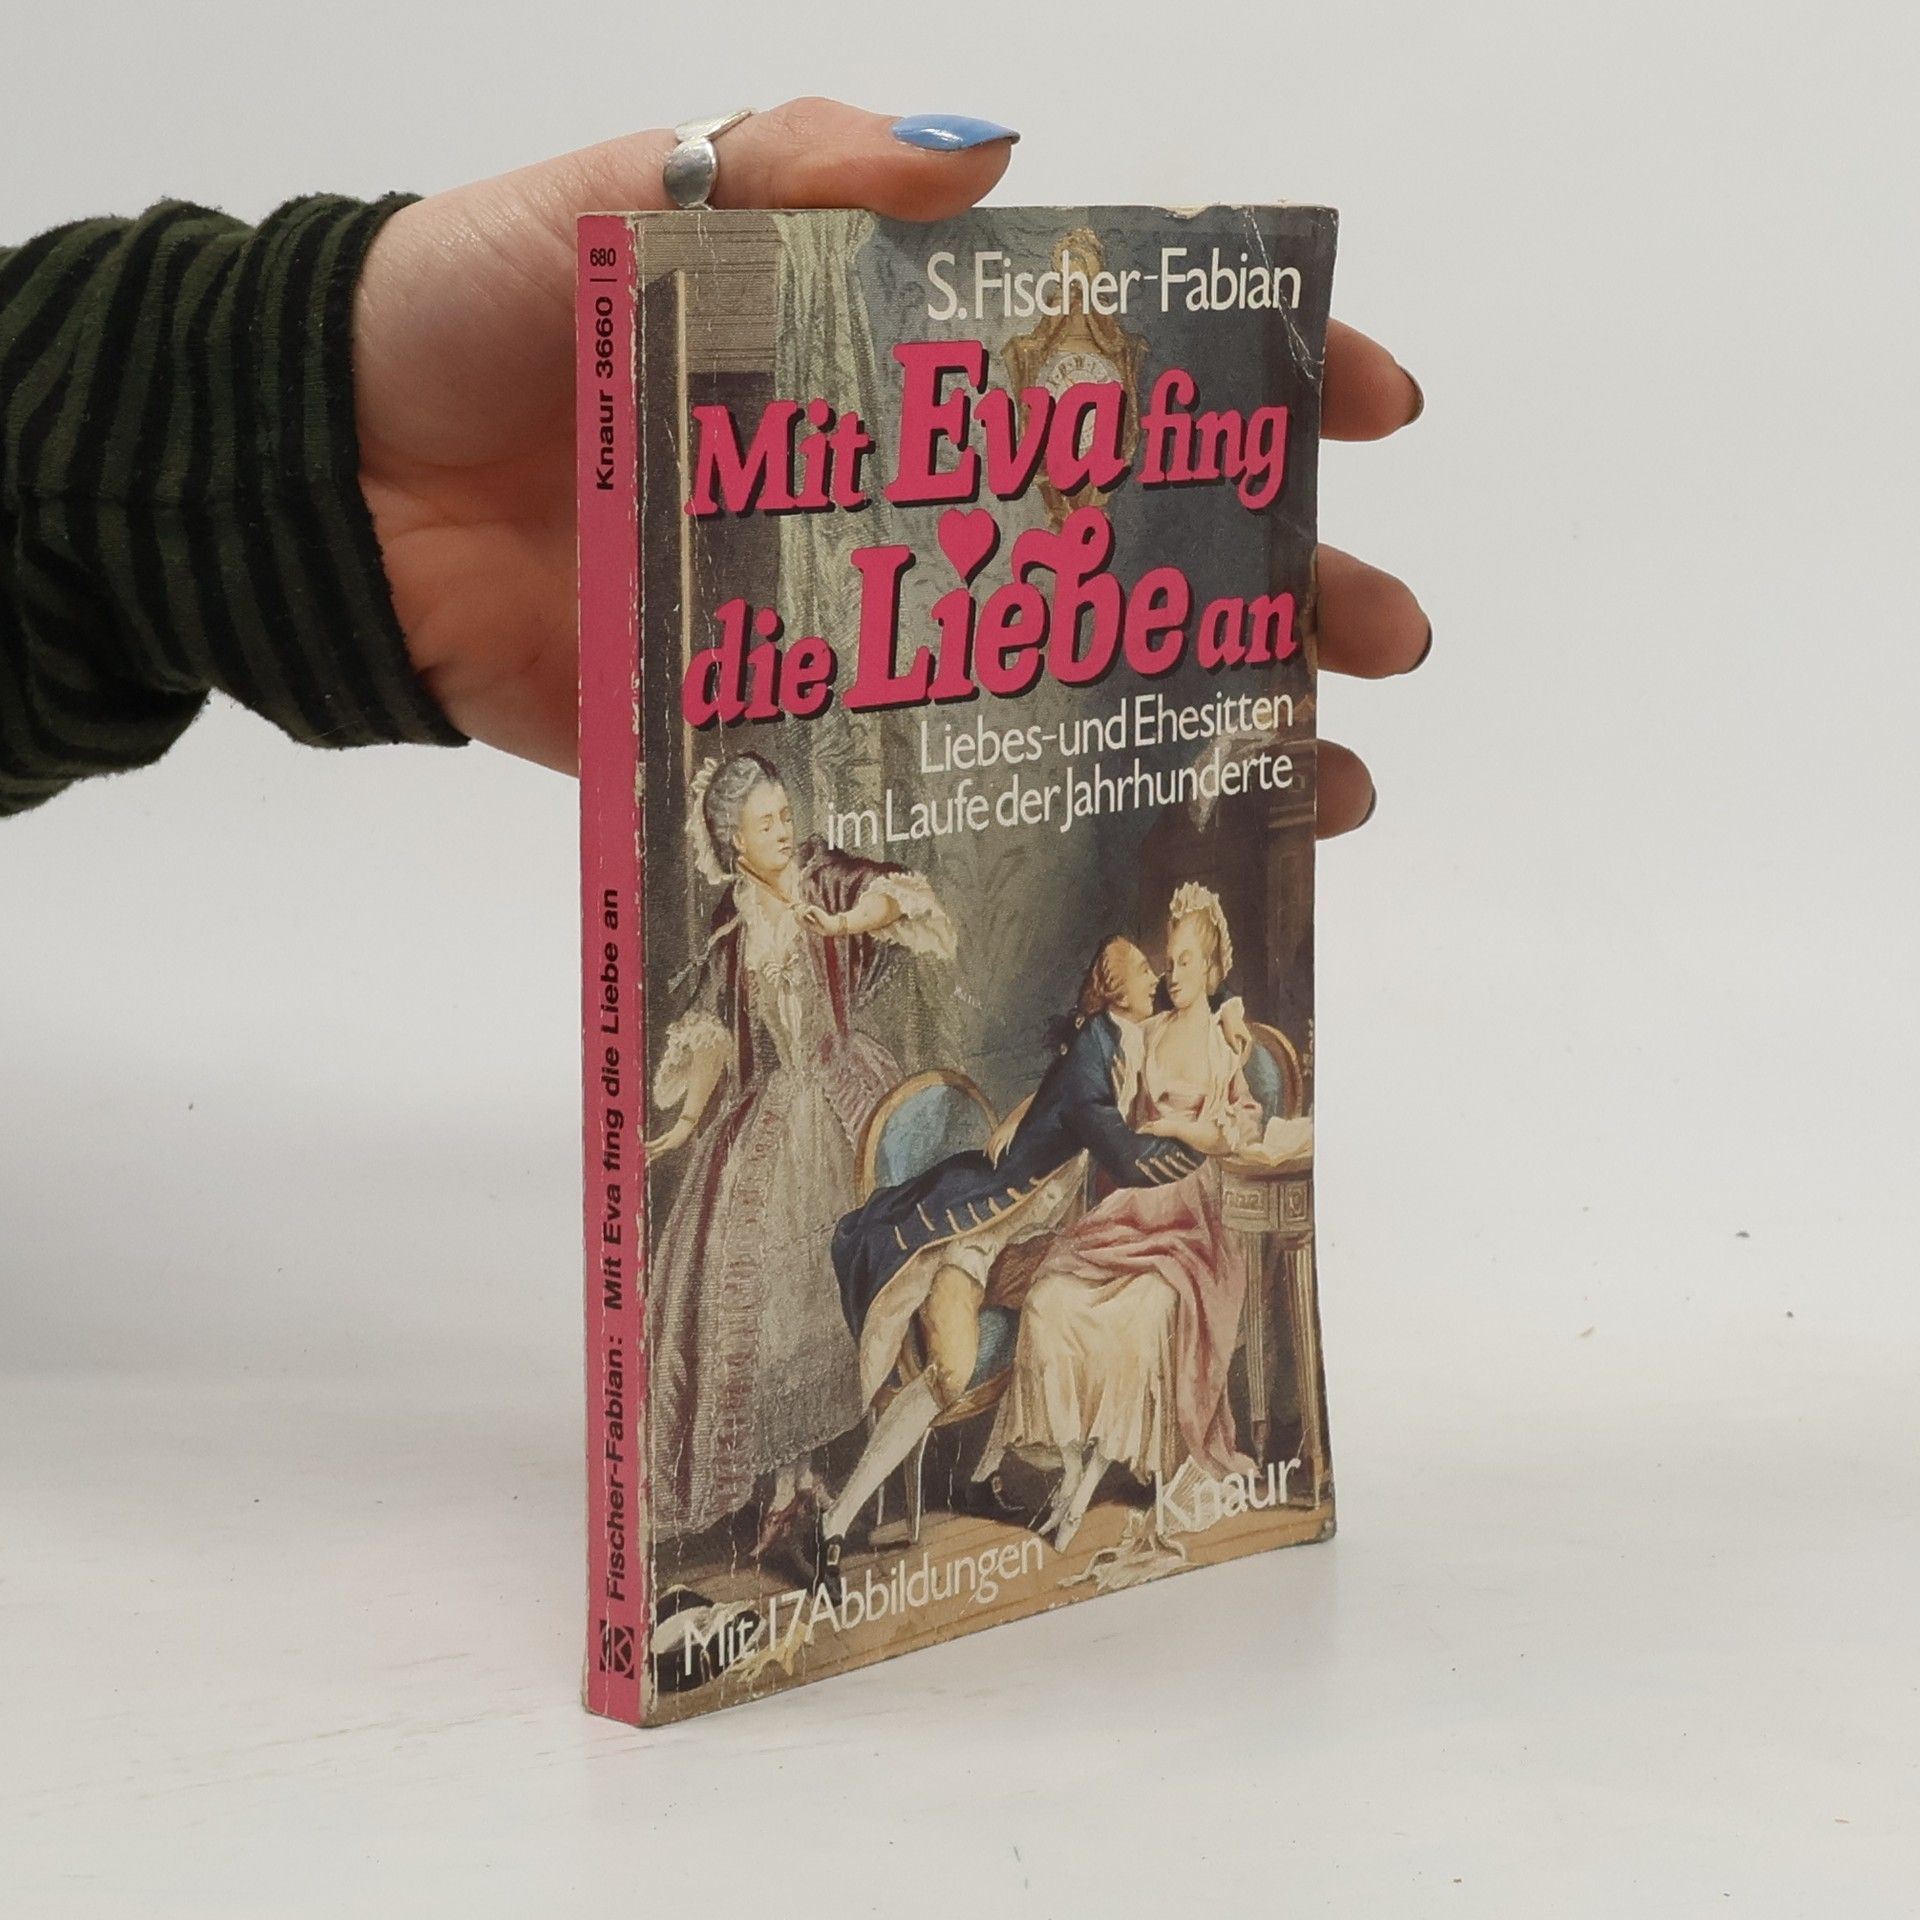 S. Fischer-Fabian
Mit Eva fing
die Liebe an
Liebes- und Ehesitten
im Laufe der Jahrhunderte
Knaur
Mit 17 Abbildungen
Fischer-Fabian: Mit Eva fing die Liebe an
Knaur 3660 | 680